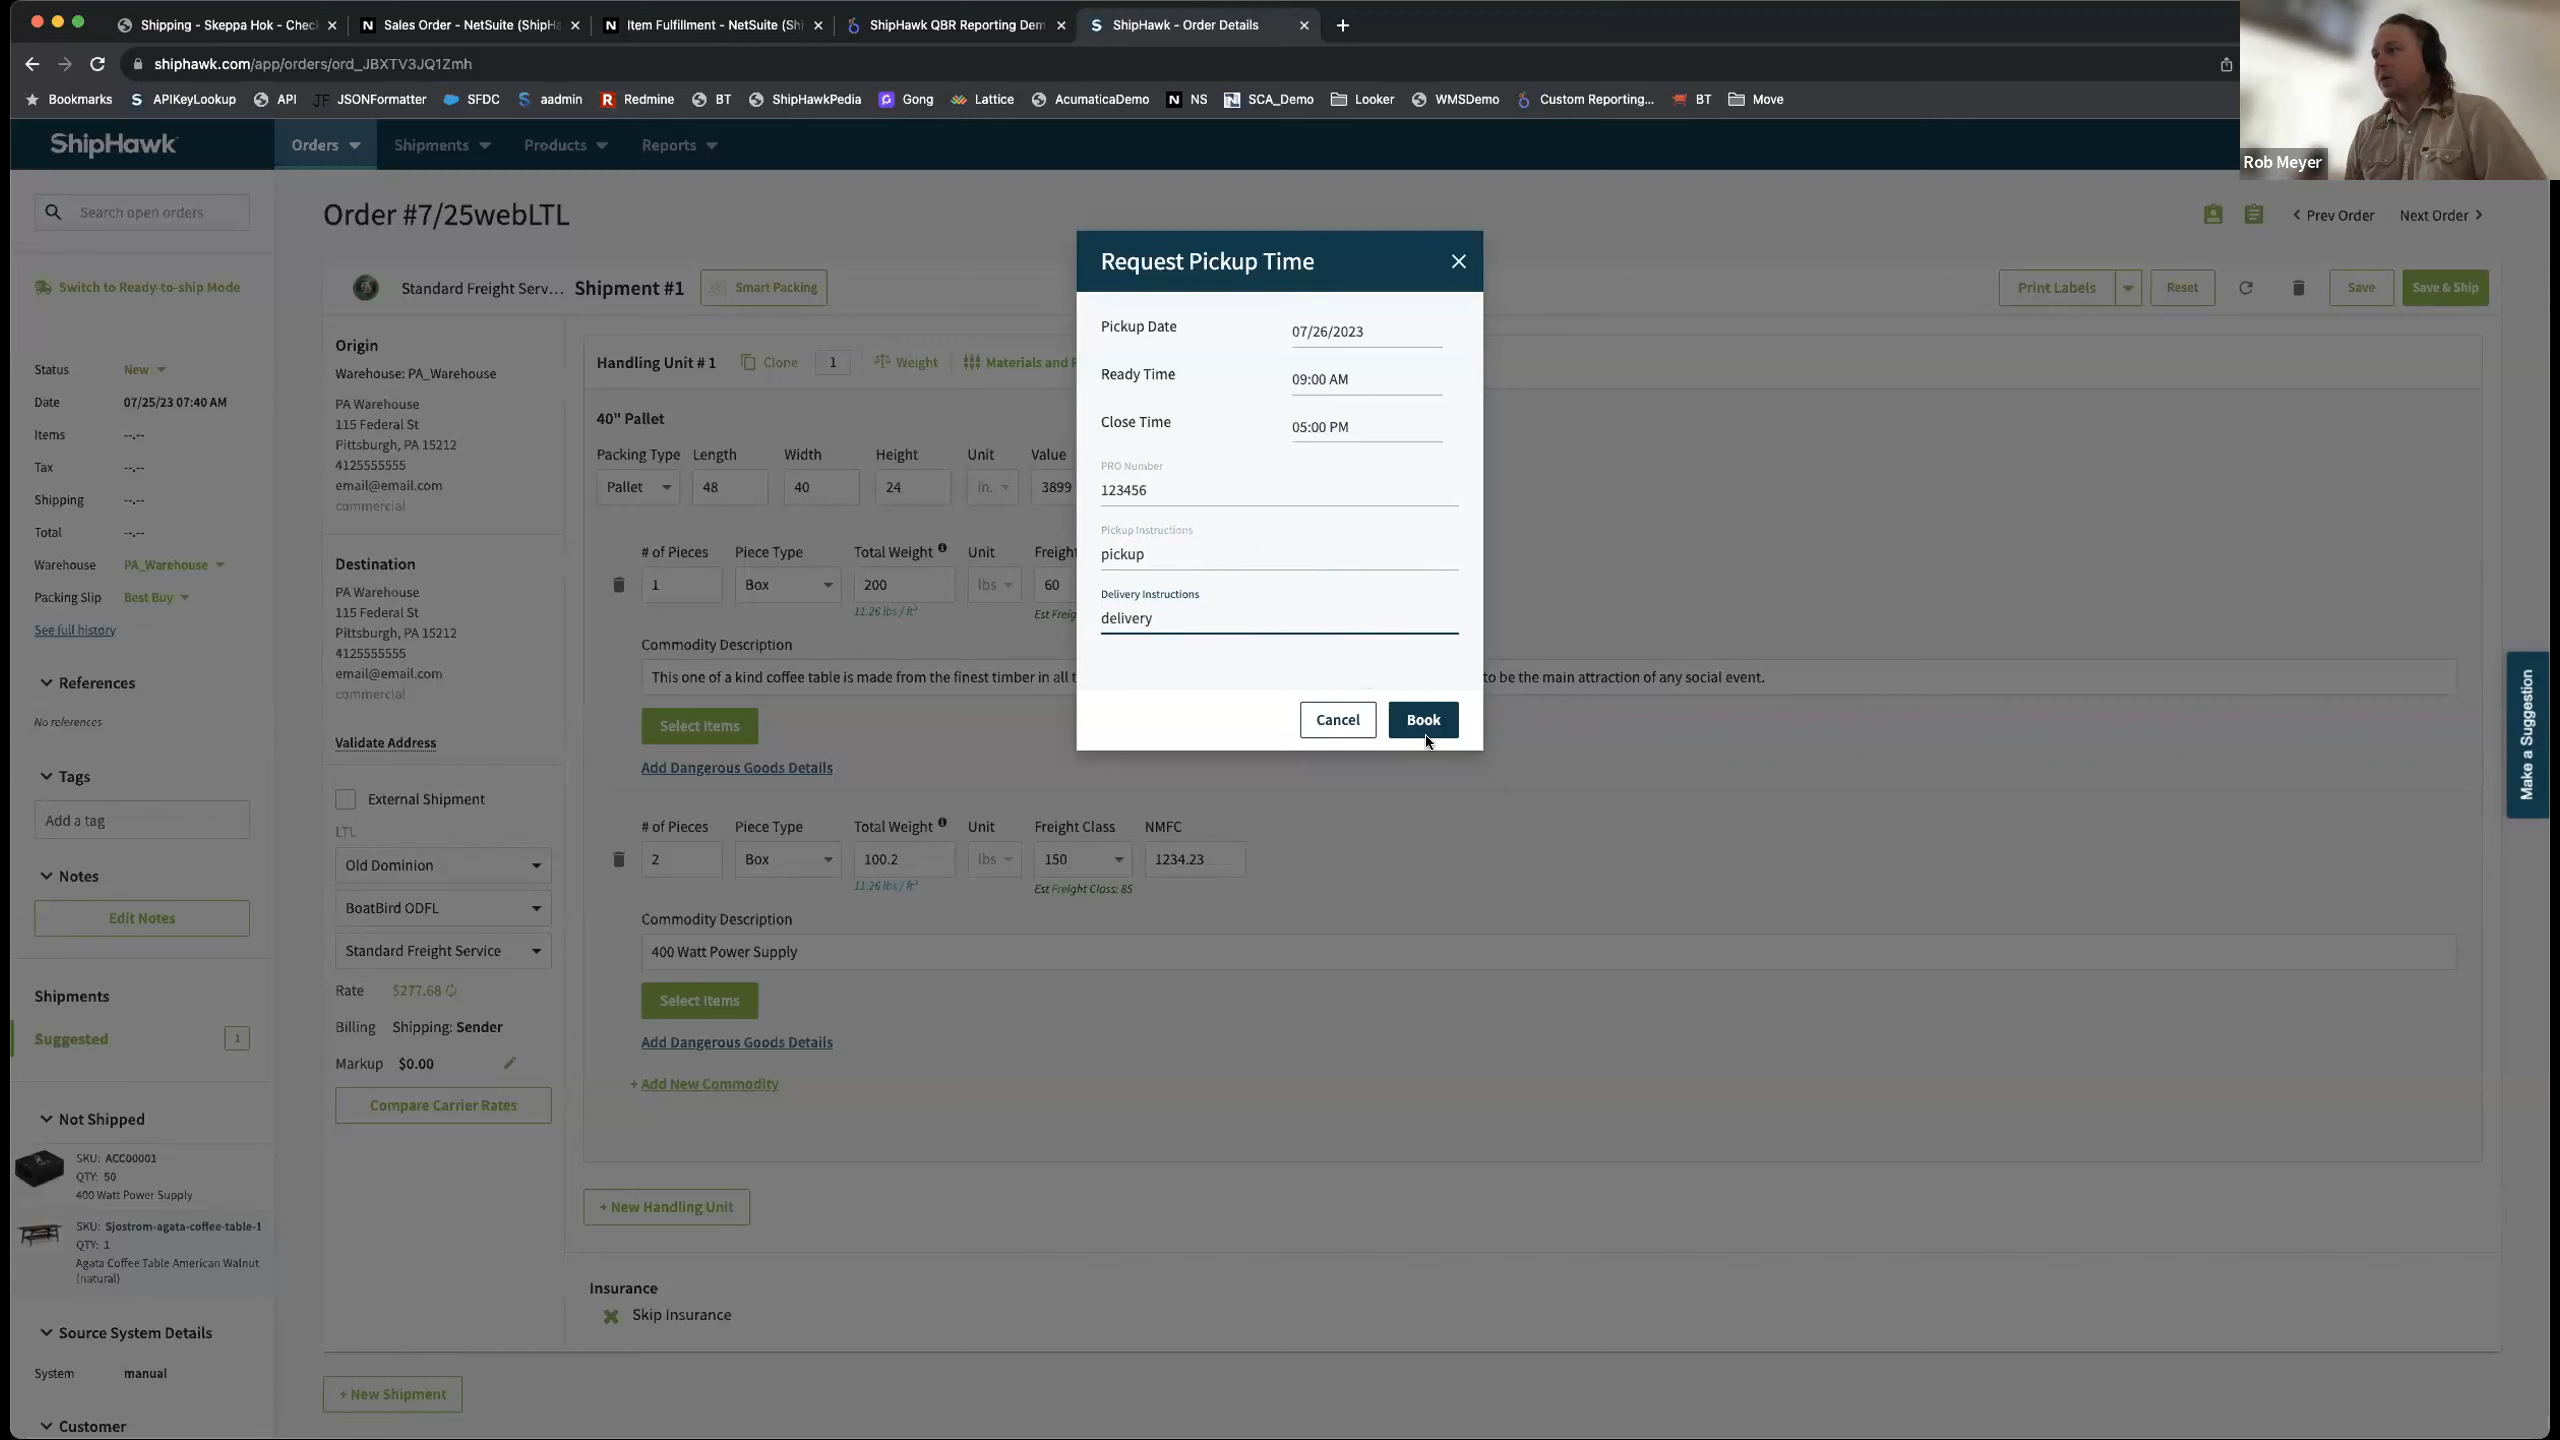 Shipping - Skeppa Hok - Chec
Sales Order - NetSuite (ShipHa
Item Fulfillment - NetSuite (Shi
ShipHawk QBR Reporting Dem
ShipHawk - Order Details
shiphawk.com/app/orders/ord_JBXTV3JQ1Zmh
Bookmarks
APIKeyLookup
API
JSONFormatter
SFDC
aadmin
Redmine
BT
ShipHawkPedia
Gong
Lattice
AcumaticaDemo
NS
SCA_Demo
Looker
WMSDemo
Custom Reporting...
BT
Move
Rob Meyer
ShipHawk
Orders
Shipments
Products
Reports
Search open orders
Order #7/25webLTL
Prev Order
Next Order
Switch to Ready-to-ship Mode
Standard Freight Serv...
Shipment #1
Smart Packing
Print Labels
Reset
Save
Save & Ship
Status New
Date 07/25/23 07:40 AM
Items --.--
Tax --.--
Shipping --.--
Total --.--
Warehouse PA_Warehouse
Packing Slip Best Buy
See full history
References
No references
Tags
Add a tag
Notes
Edit Notes
Shipments
Suggested 1
Not Shipped
SKU: ACC00001
QTY: 50
400 Watt Power Supply
SKU: Sjostrom-agata-coffee-table-1
QTY: 1
Agata Coffee Table American Walnut
(natural)
Source System Details
System manual
Customer
Origin
Warehouse: PA_Warehouse
PA Warehouse
115 Federal St
Pittsburgh, PA 15212
4125555555
email@email.com
commercial
Destination
PA Warehouse
115 Federal St
Pittsburgh, PA 15212
4125555555
email@email.com
commercial
Validate Address
External Shipment
LTL
Old Dominion
BoatBird ODFL
Standard Freight Service
Rate $277.68
Billing Shipping: Sender
Markup $0.00
Compare Carrier Rates
Handling Unit # 1
Clone
1
Weight
Materials and
40" Pallet
Packing Type Length Width Height Unit Value
Pallet 48 40 24 in. 3899
# of Pieces Piece Type Total Weight Unit Freigh
1 Box 200 lbs 60
11.26 lbs / ft³ Est Freig
Commodity Description
This one of a kind coffee table is made from the finest timber in all t to be the main attraction of any social event.
Select Items
Add Dangerous Goods Details
# of Pieces Piece Type Total Weight Unit Freight Class NMFC
2 Box 100.2 lbs 150 1234.23
11.26 lbs / ft³ Est Freight Class: 85
Commodity Description
400 Watt Power Supply
Select Items
Add Dangerous Goods Details
+ Add New Commodity
+ New Handling Unit
Insurance
Skip Insurance
+ New Shipment
Request Pickup Time
Pickup Date 07/26/2023
Ready Time 09:00 AM
Close Time 05:00 PM
PRO Number
123456
Pickup Instructions
pickup
Delivery Instructions
delivery
Cancel
Book
Make a Suggestion